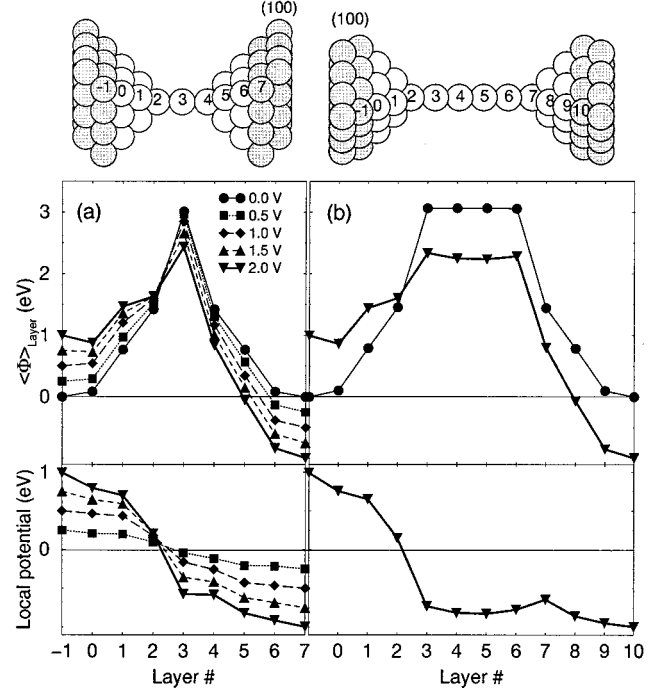 (100)
(100)
-1 0 1 2 3 4 5 6 7
-1 0 1 2 3 4 5 6 7 8 9 10
(a)
0.0 V
0.5 V
1.0 V
1.5 V
2.0 V
(b)
3
2
1
0
<Φ>Layer (eV)
1
0
Local potential (eV)
-1 0 1 2 3 4 5 6 7
0 1 2 3 4 5 6 7 8 9 10
Layer #
Layer #